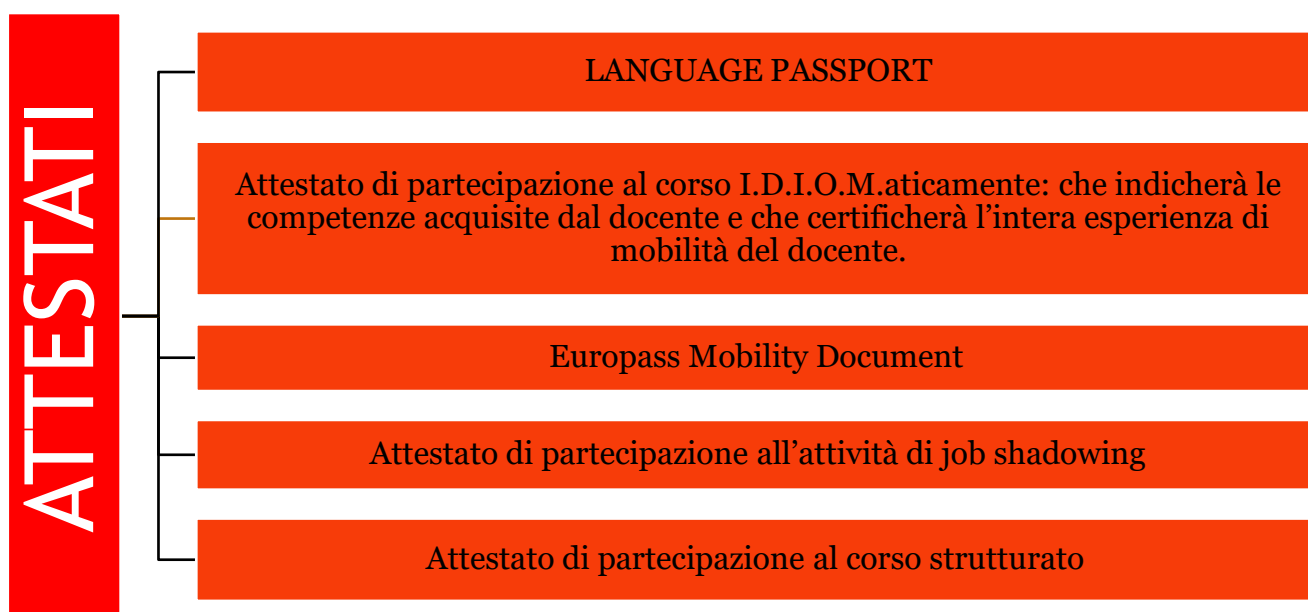 ATTESTATI
LANGUAGE PASSPORT
Attestato di partecipazione al corso I.D.I.O.M.aticamente: che indicherà le
competenze acquisite dal docente e che certificherà l’intera esperienza di
mobilità del docente.
Europass Mobility Document
Attestato di partecipazione all’attività di job shadowing
Attestato di partecipazione al corso strutturato